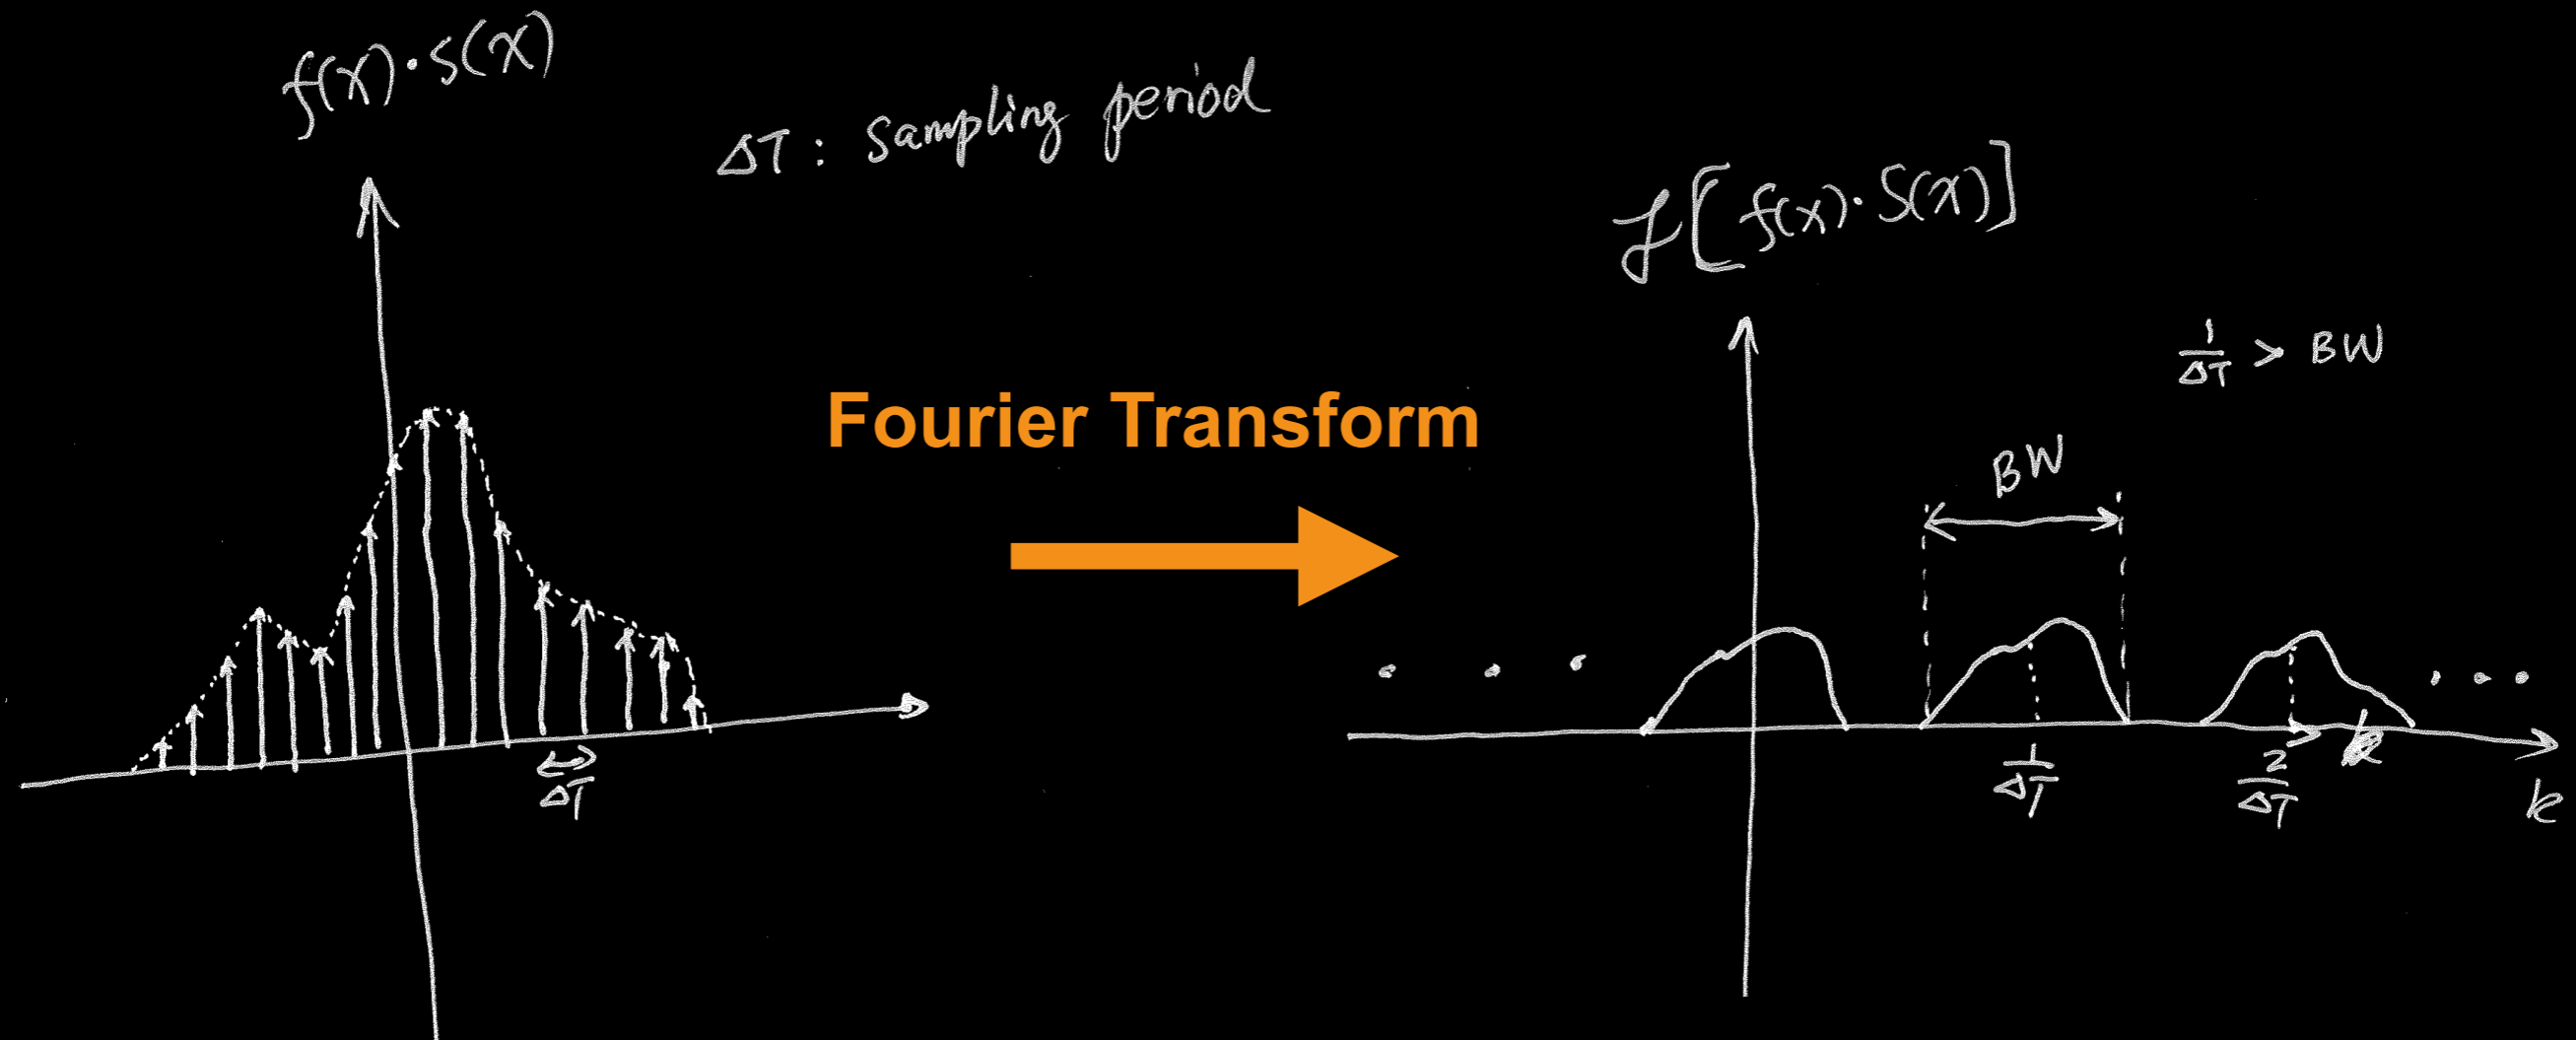 f(x)·s(x)
ΔT : Sampling period
Fourier Transform
ΔT
ℱ[f(x)·S(x)]
1/ΔT > BW
BW
1/ΔT
2/ΔT
k